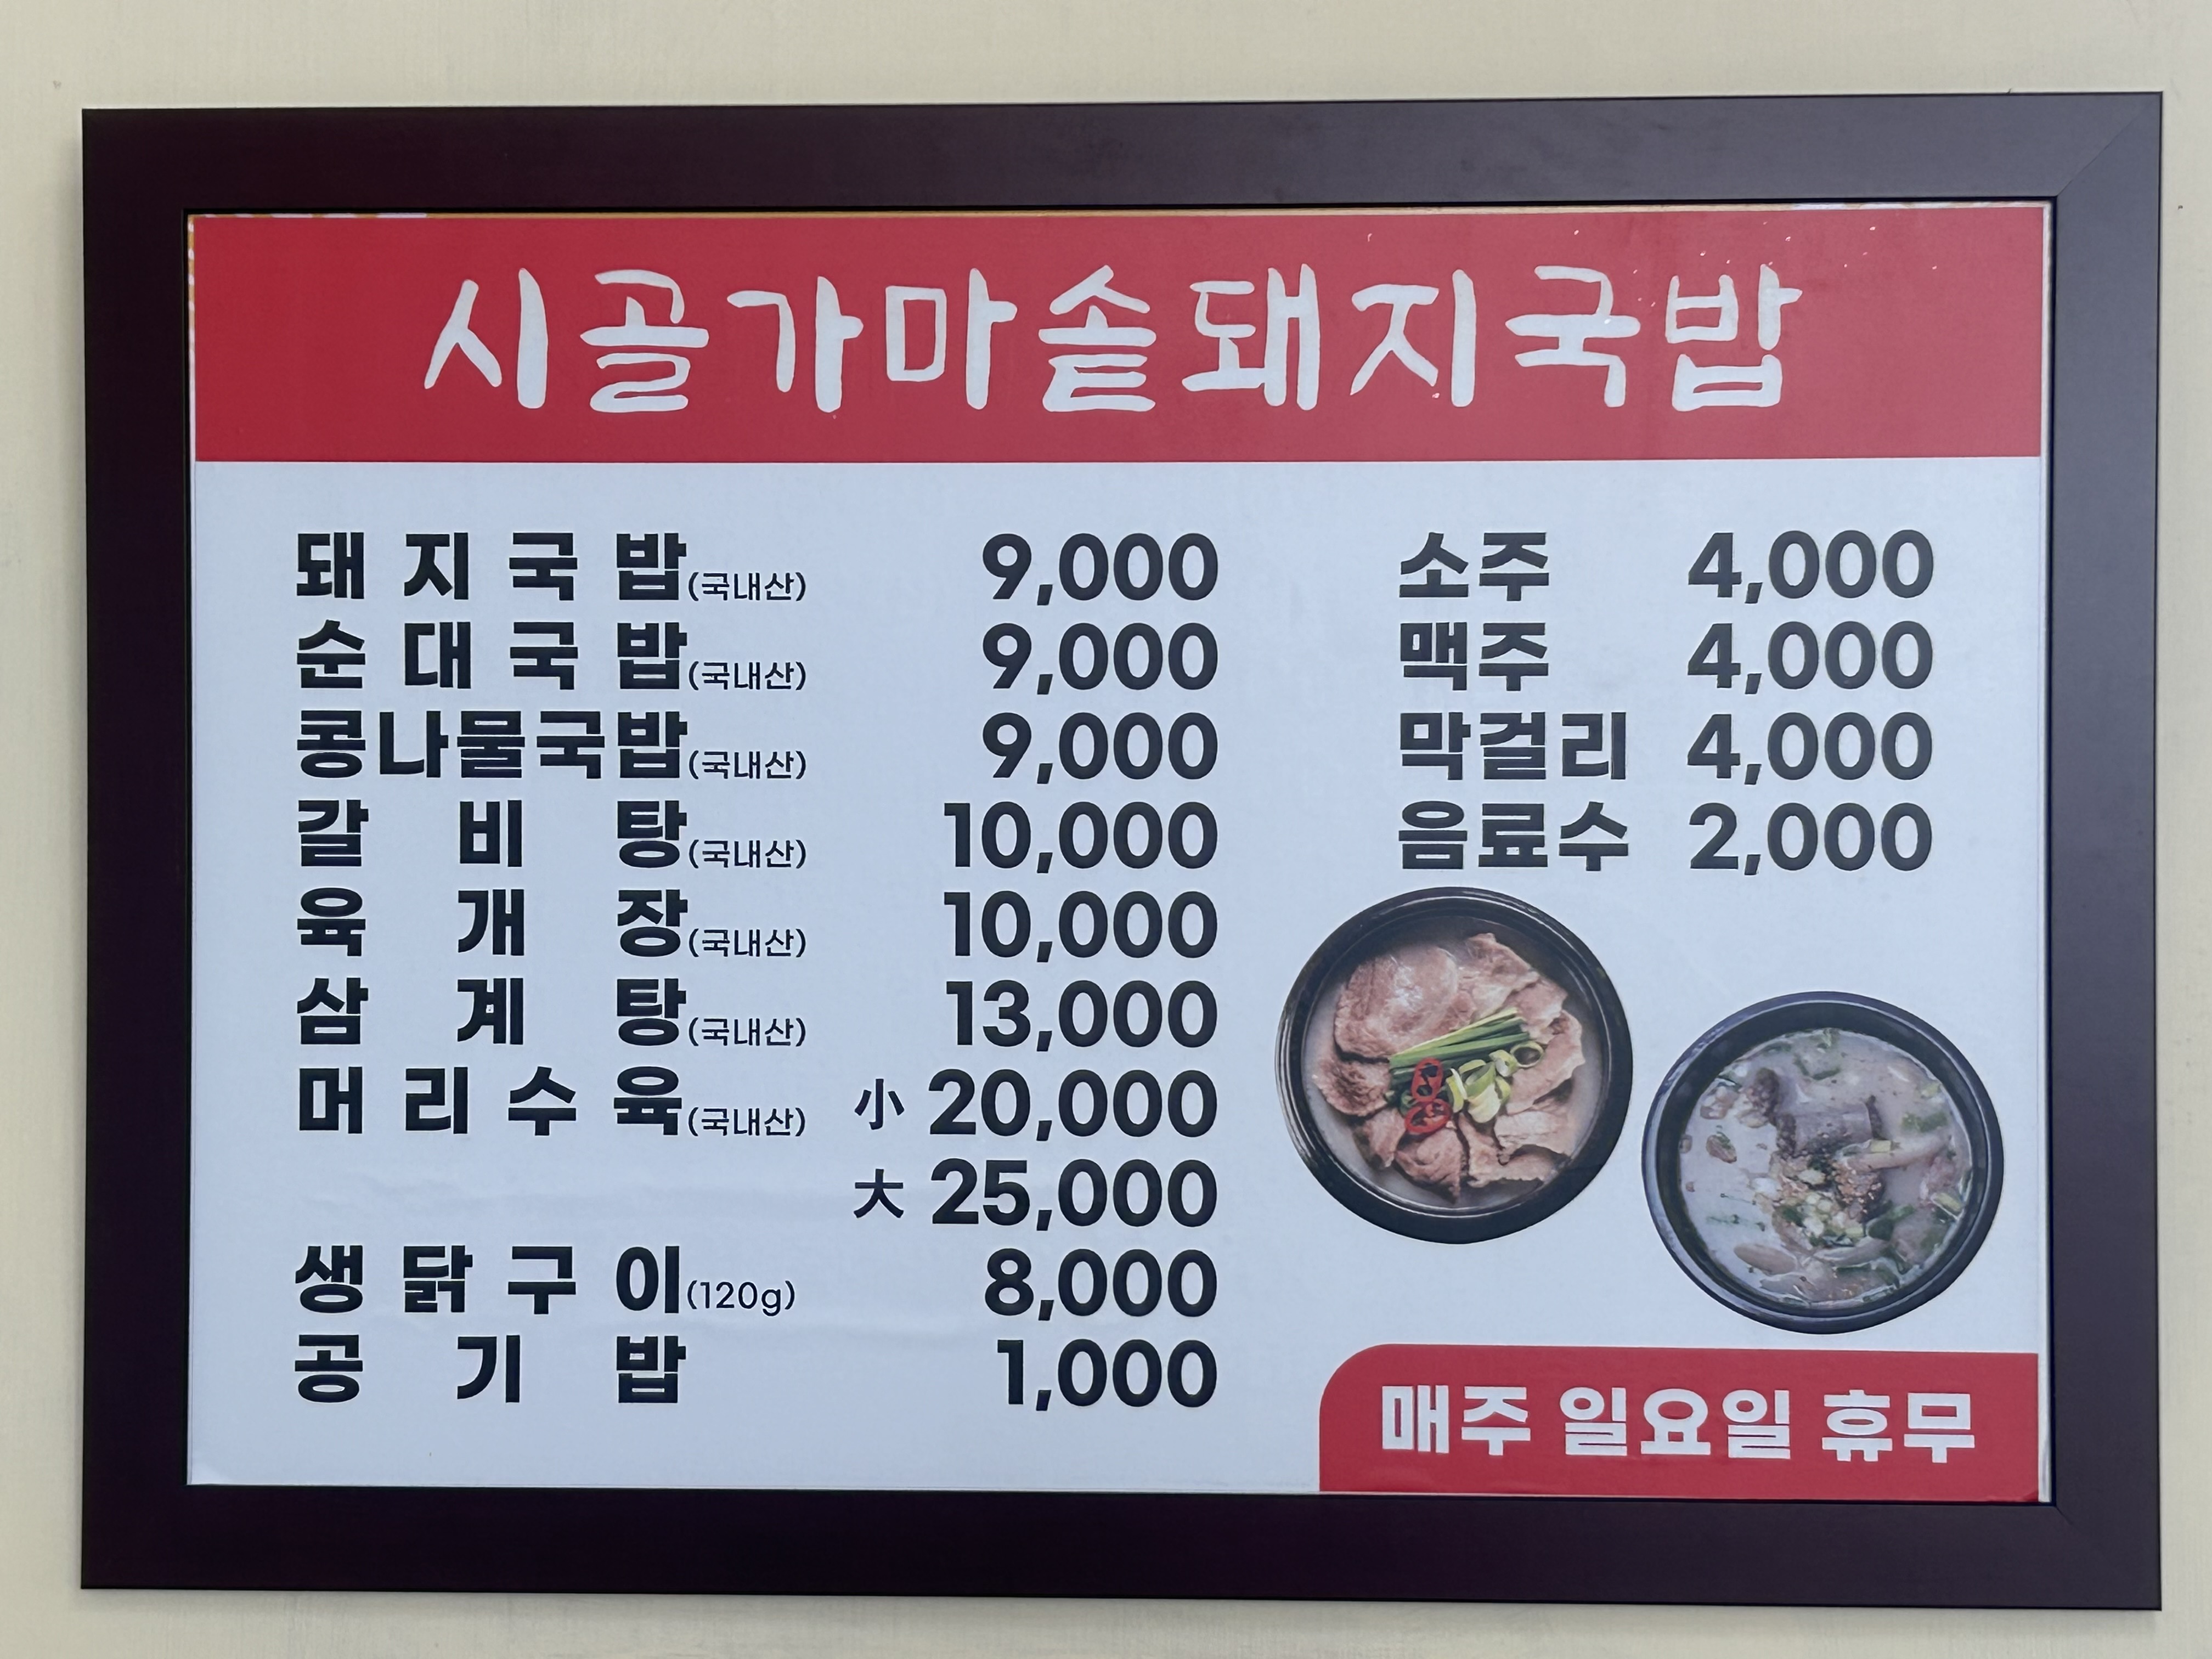 시골가마솥돼지국밥
돼지국밥(국내산) 9,000
순대국밥(국내산) 9,000
콩나물국밥(국내산) 9,000
갈비탕(국내산) 10,000
육개장(국내산) 10,000
삼계탕(국내산) 13,000
머리수육(국내산) 小 20,000
大 25,000
생닭구이(120g) 8,000
공기밥 1,000
소주 4,000
맥주 4,000
막걸리 4,000
음료수 2,000
매주 일요일 휴무